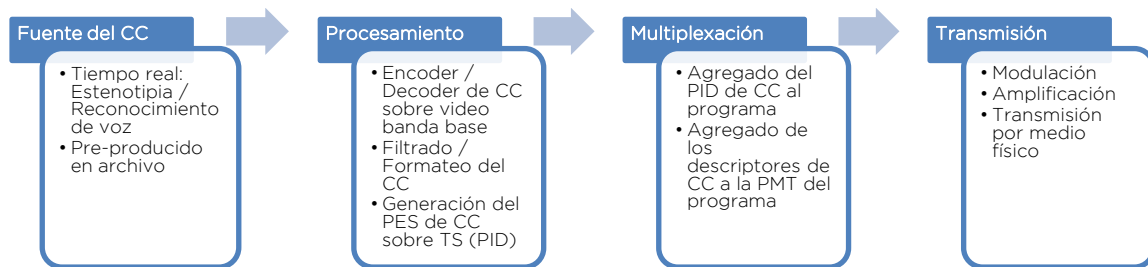 Fuente del CC
• Tiempo real:
Estenotipia /
Reconocimiento
de voz
• Pre-producido
en archivo
Procesamiento
• Encoder /
Decoder de CC
sobre video
banda base
• Filtrado /
Formateo del
CC
• Generación del
PES de CC
sobre TS (PID)
Multiplexación
• Agregado del
PID de CC al
programa
• Agregado de
los
descriptores de
CC a la PMT del
programa
Transmisión
• Modulación
• Amplificación
• Transmisión
por medio
físico